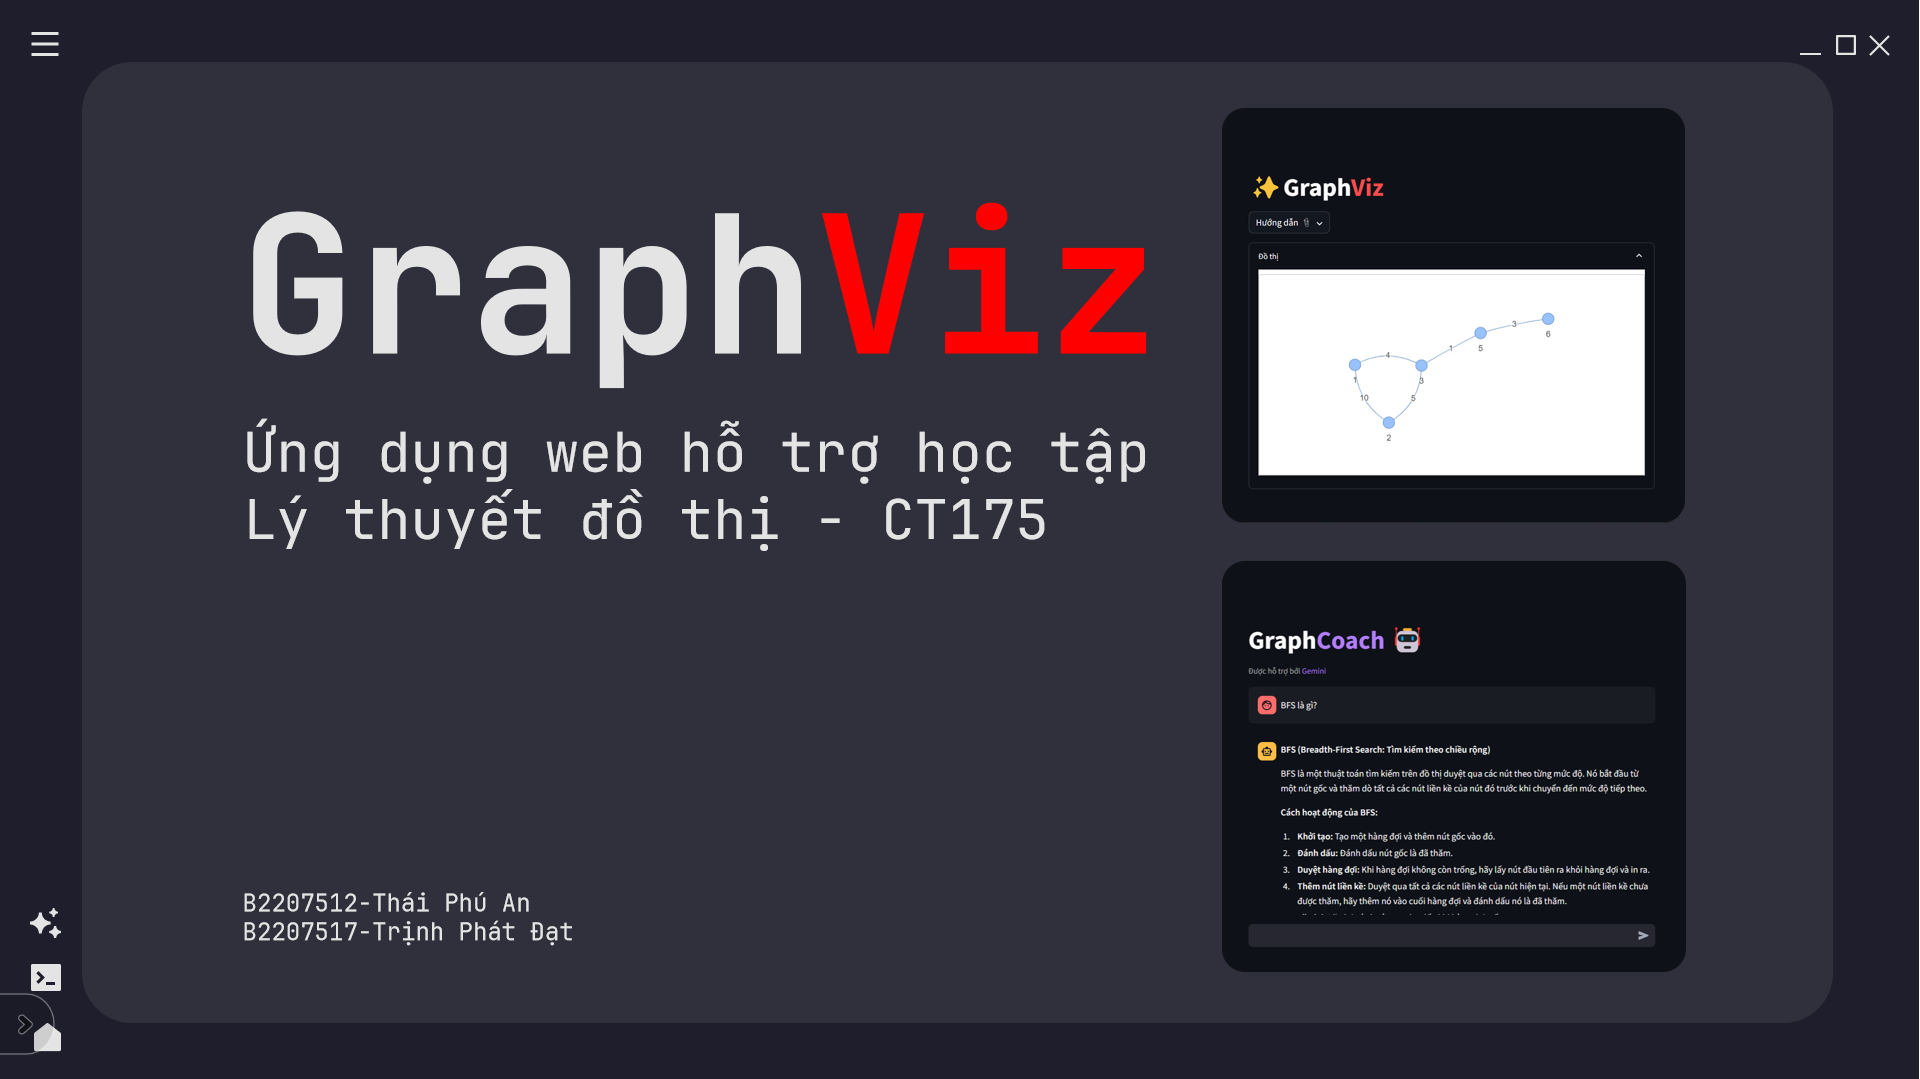 GraphViz
Ứng dụng web hỗ trợ học tập
Lý thuyết đồ thị - CT175
B2207512-Thái Phú An
B2207517-Trịnh Phát Đạt
GraphViz
Hướng dẫn
Đồ thị
4
1
3
10
5
2
1
5
3
6
GraphCoach
Được hỗ trợ bởi Gemini
BFS là gì?
BFS (Breadth-First Search: Tìm kiếm theo chiều rộng)
BFS là một thuật toán tìm kiếm trên đồ thị duyệt qua các nút theo từng mức độ. Nó bắt đầu từ
một nút gốc và thăm dò tất cả các nút liền kề của nút đó trước khi chuyển đến mức độ tiếp theo.
Cách hoạt động của BFS:
1. Khởi tạo: Tạo một hàng đợi và thêm nút gốc vào đó.
2. Đánh dấu: Đánh dấu nút gốc là đã thăm.
3. Duyệt hàng đợi: Khi hàng đợi không còn trống, hãy lấy nút đầu tiên ra khỏi hàng đợi và in ra.
4. Thêm nút liền kề: Duyệt qua tất cả các nút liền kề của nút hiện tại. Nếu một nút liền kề chưa
được thăm, hãy thêm nó vào cuối hàng đợi và đánh dấu nó là đã thăm.